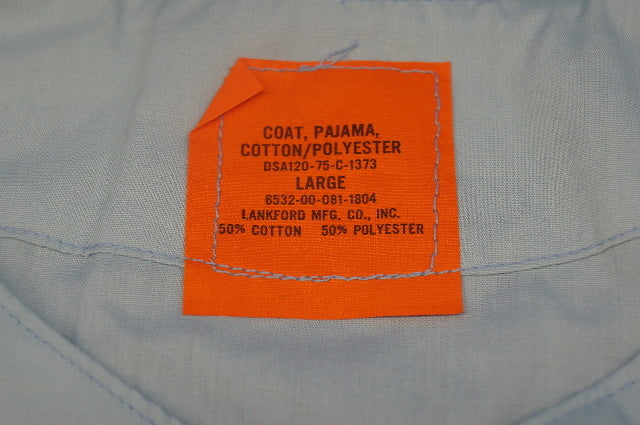 COAT, PAJAMA,
COTTON/POLYESTER
DSA120-75-C-1373
LARGE
6532-00-081-1804
LANKFORD MFG. CO., INC.
50% COTTON 50% POLYESTER